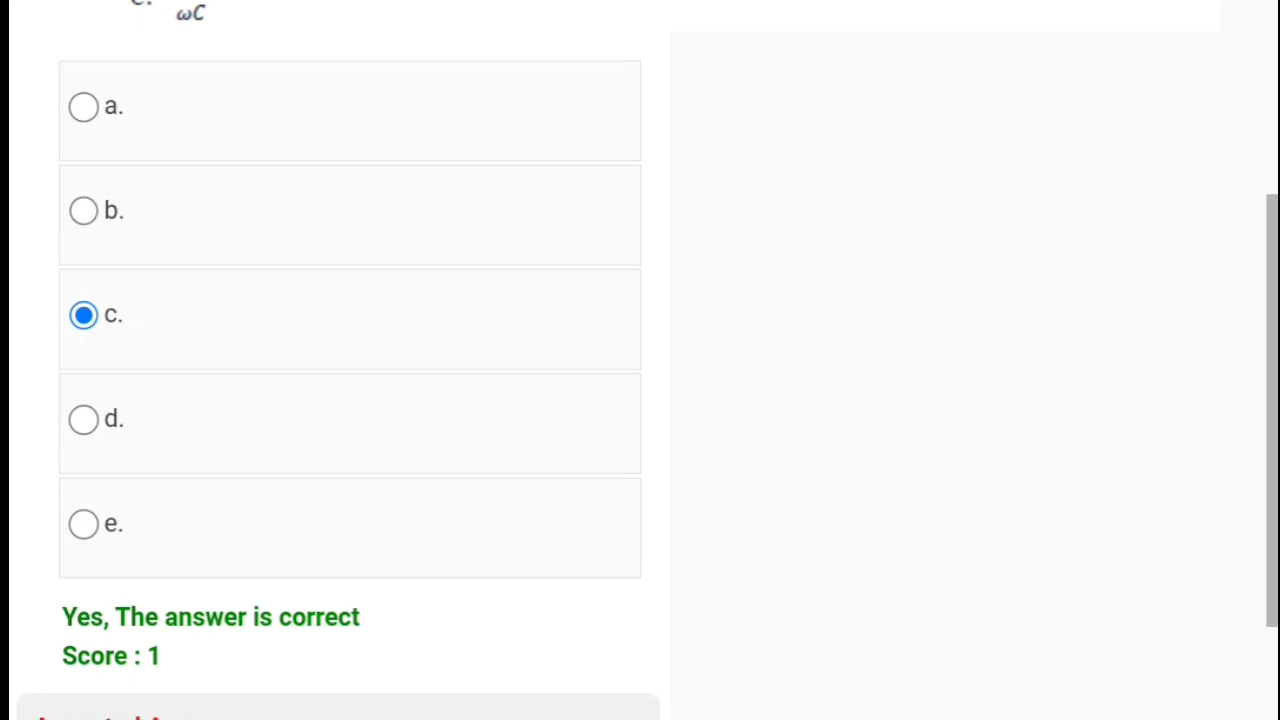 ωC
a.
b.
c.
d.
e.
Yes, The answer is correct
Score : 1